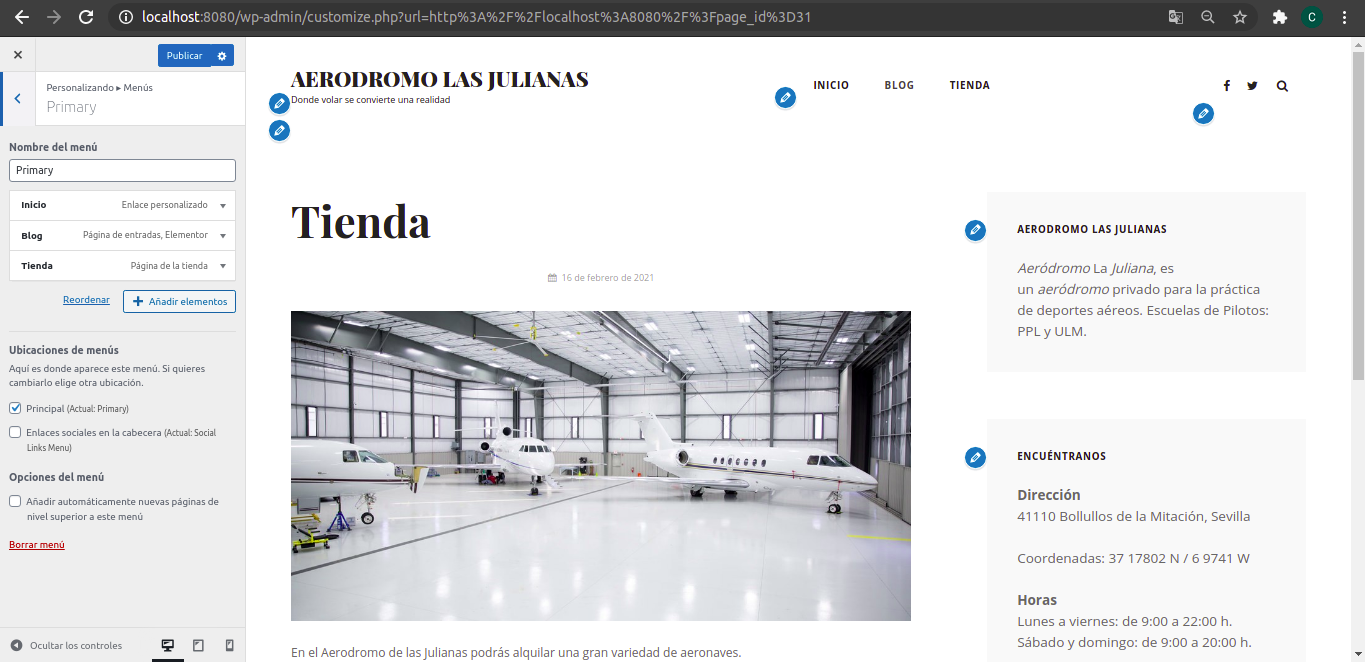 localhost:8080/wp-admin/customize.php?url=http%3A%2F%2Flocalhost%3A8080%2F%3Fpage_id%3D31
C
Publicar
Personalizando ▸ Menús
Primary
Nombre del menú
Primary
Inicio Enlace personalizado
Blog Página de entradas, Elementor
Tienda Página de la tienda
Reordenar
Añadir elementos
Ubicaciones de menús
Aquí es donde aparece este menú. Si quieres
cambiarlo elige otra ubicación.
Principal (Actual: Primary)
Enlaces sociales en la cabecera (Actual: Social
Links Menu)
Opciones del menú
Añadir automáticamente nuevas páginas de
nivel superior a este menú
Borrar menú
Ocultar los controles
AERODROMO LAS JULIANAS
Donde volar se convierte una realidad
INICIO BLOG TIENDA
Tienda
16 de febrero de 2021
En el Aerodromo de las Julianas podrás alquilar una gran variedad de aeronaves.
AERODROMO LAS JULIANAS
Aeródromo La Juliana, es
un aeródromo privado para la práctica
de deportes aéreos. Escuelas de Pilotos:
PPL y ULM.
ENCUÉNTRANOS
Dirección
41110 Bollullos de la Mitación, Sevilla
Coordenadas: 37 17802 N / 6 9741 W
Horas
Lunes a viernes: de 9:00 a 22:00 h.
Sábado y domingo: de 9:00 a 20:00 h.